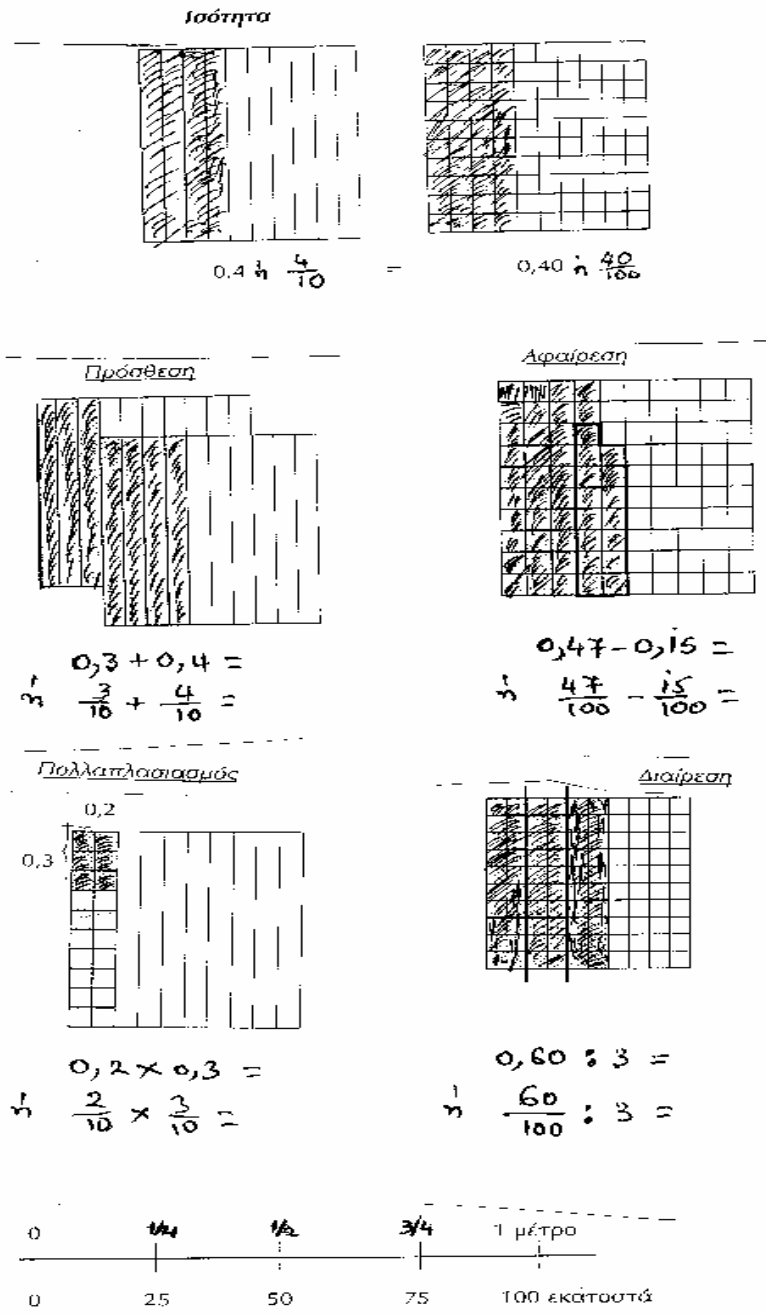 Ισότητα
0,4 ή 4/10 = 0,40 ή 40/100
Πρόσθεση
0,3 + 0,4 =
ή 3/10 + 4/10 =
Αφαίρεση
0,47 - 0,15 =
ή 47/100 - 15/100 =
Πολλαπλασιασμός
0,2
0,3
0,2 × 0,3 =
ή 2/10 × 3/10 =
Διαίρεση
0,60 : 3 =
ή 60/100 : 3 =
0 1/4 1/2 3/4 1 μέτρο
0 25 50 75 100 εκατοστά